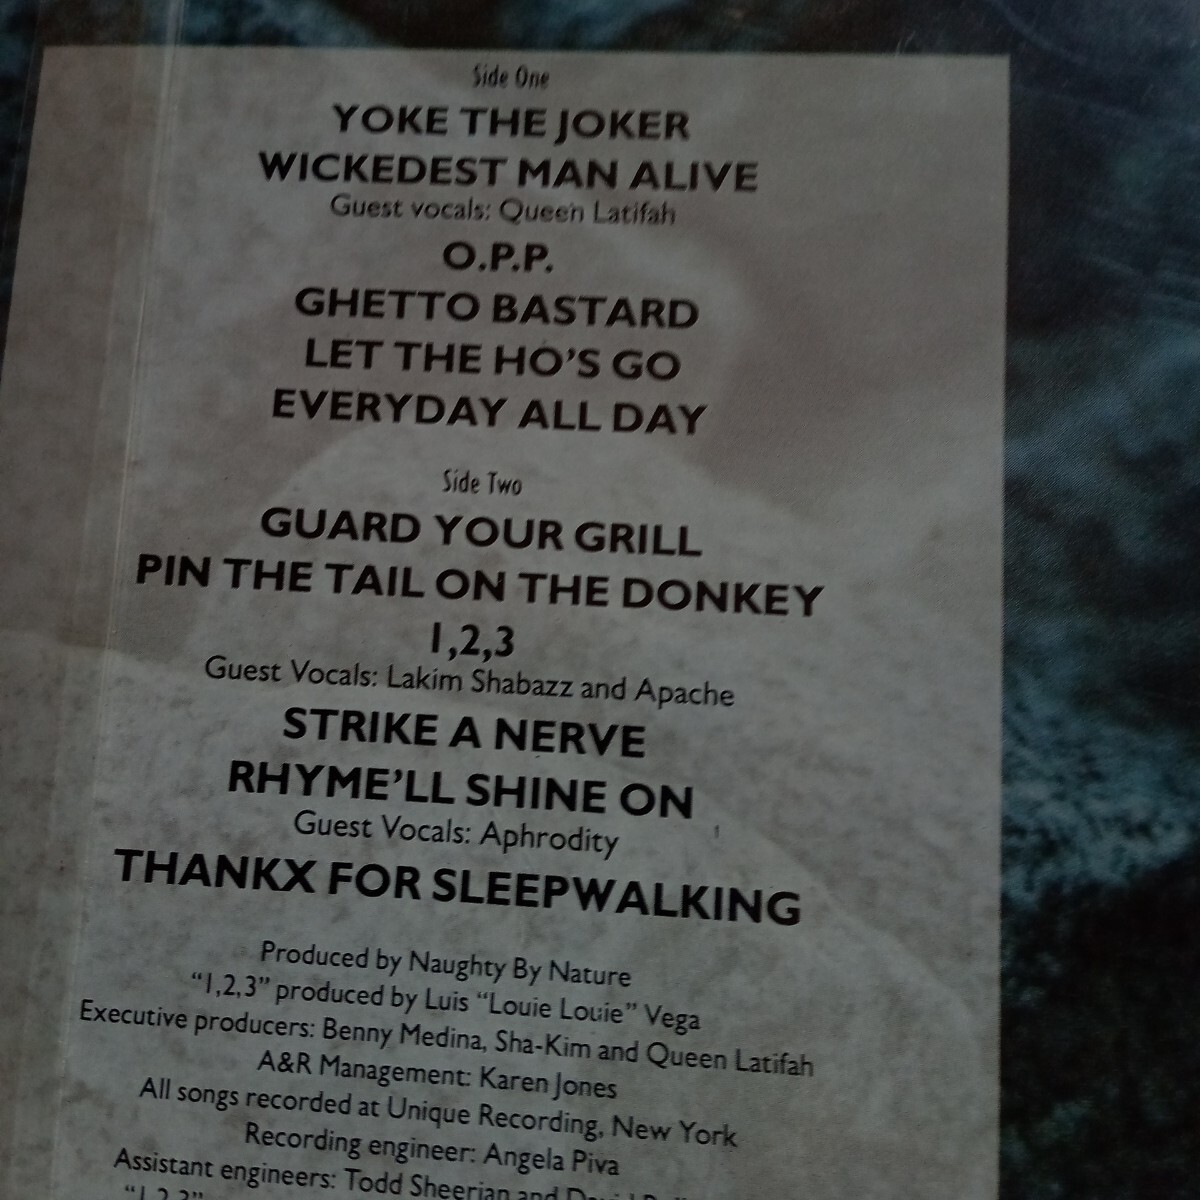 Side One
YOKE THE JOKER
WICKEDEST MAN ALIVE
Guest vocals: Queen Latifah
O.P.P.
GHETTO BASTARD
LET THE HO'S GO
EVERYDAY ALL DAY
Side Two
GUARD YOUR GRILL
PIN THE TAIL ON THE DONKEY
1,2,3
Guest Vocals: Lakim Shabazz and Apache
STRIKE A NERVE
RHYME'LL SHINE ON
Guest Vocals: Aphrodity
THANKX FOR SLEEPWALKING
Produced by Naughty By Nature
"1,2,3" produced by Luis "Louie Louie" Vega
Executive producers: Benny Medina, Sha-Kim and Queen Latifah
A&R Management: Karen Jones
All songs recorded at Unique Recording, New York
Recording engineer: Angela Piva
Assistant engineers: Todd Sheerian and
"1,2,3"